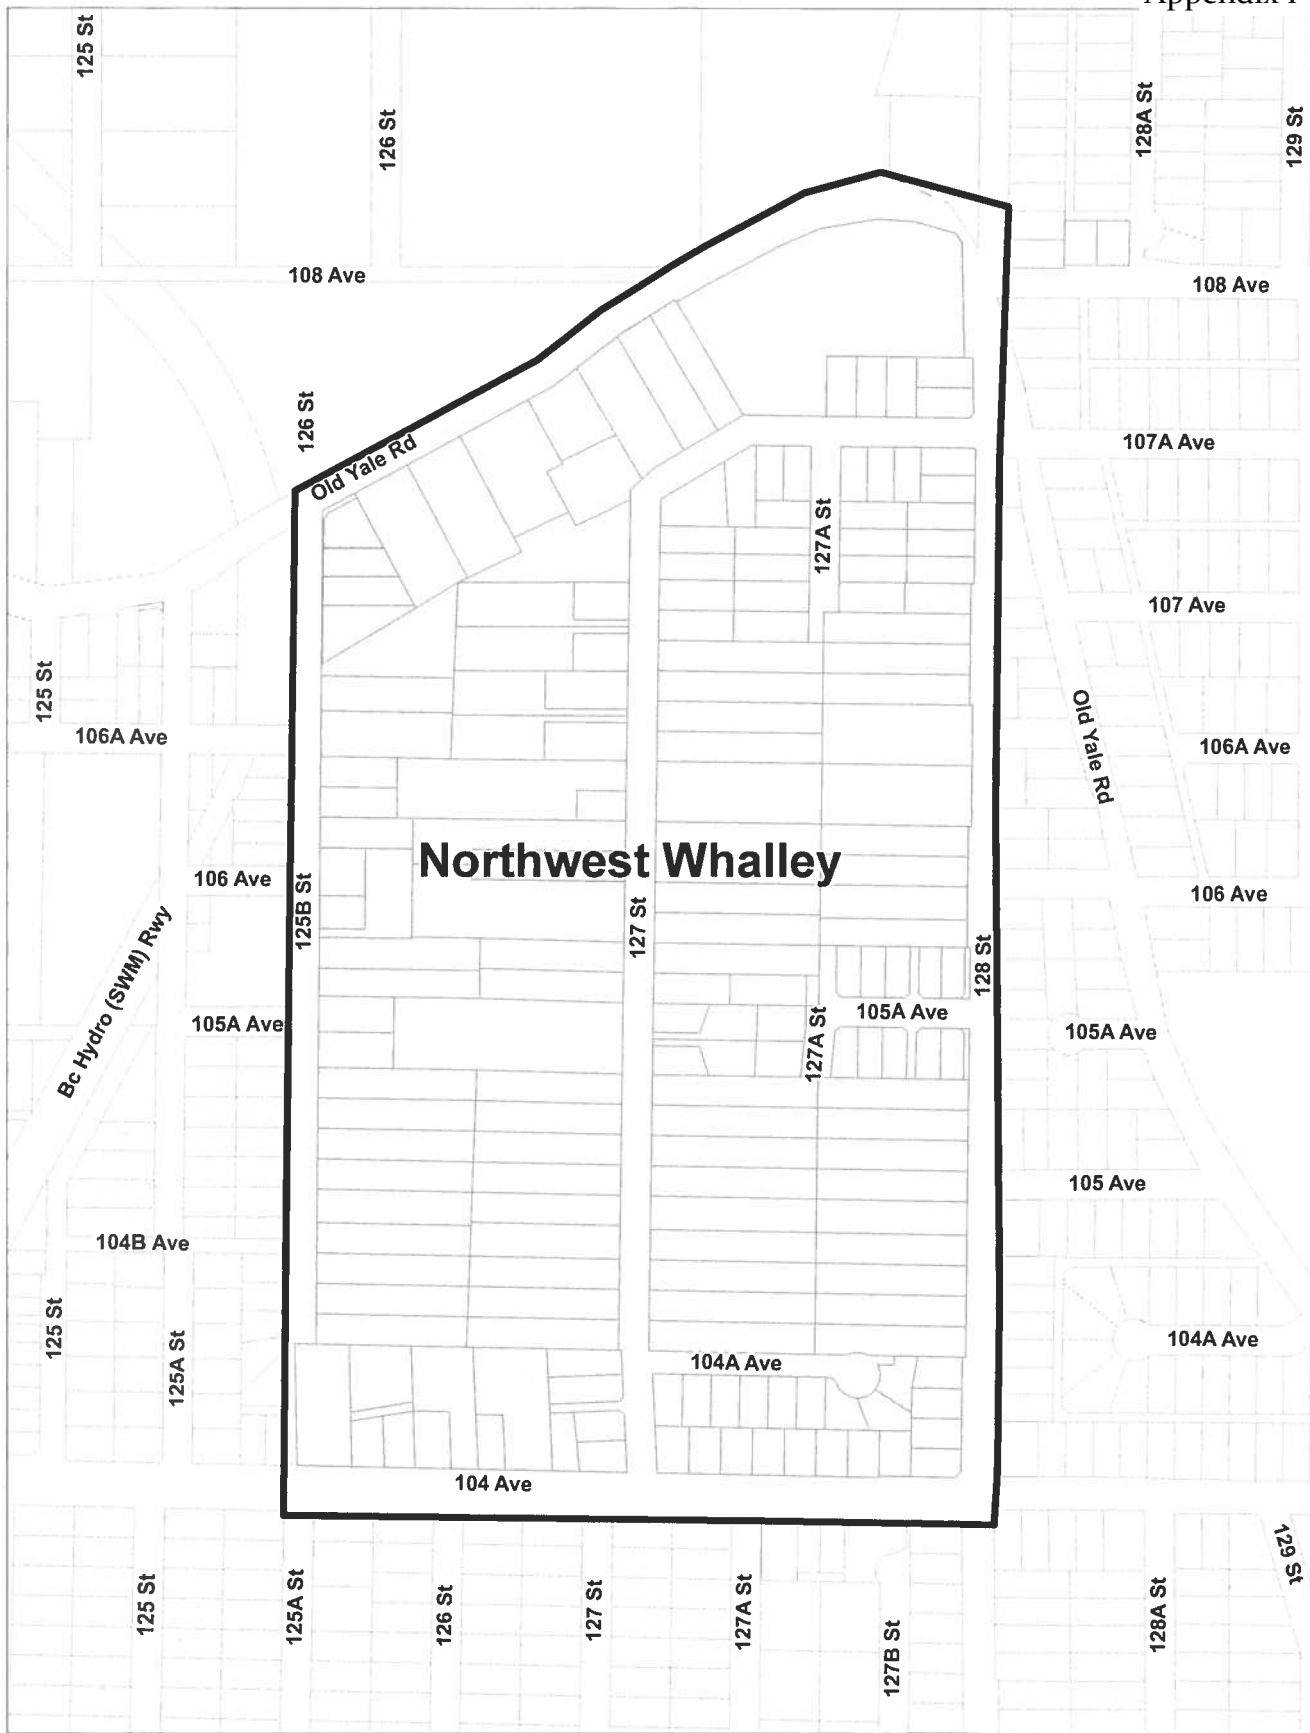 Appendix I
125 St
126 St
128A St
129 St
108 Ave
108 Ave
126 St
Old Yale Rd
107A Ave
127A St
107 Ave
125 St
106A Ave
Old Yale Rd
106A Ave
Northwest Whalley
106 Ave
125B St
127 St
106 Ave
128 St
Bc Hydro (SWM) Rwy
105A Ave
127A St
105A Ave
105A Ave
105 Ave
104B Ave
125 St
125A St
104A Ave
104A Ave
104 Ave
125 St
125A St
126 St
127 St
127A St
127B St
128A St
129 St